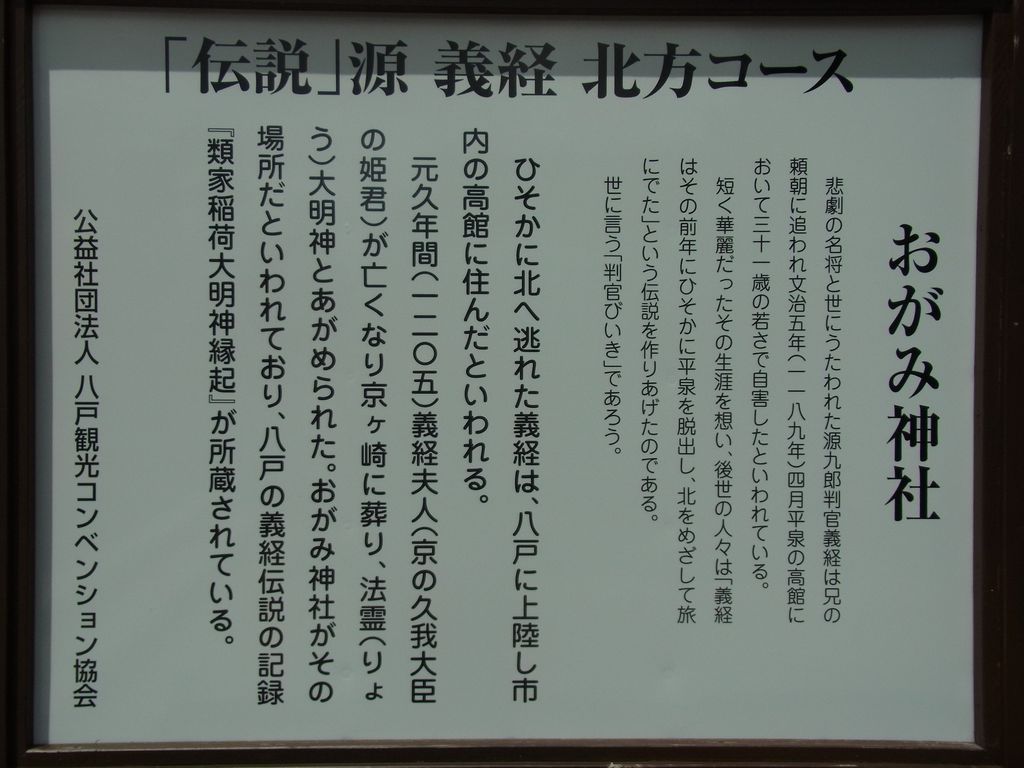 「伝説」源 義経 北方コース
おがみ神社
悲劇の名将と世にうたわれた源九郎判官義経は兄の
頼朝に追われ文治五年(一一八九年)四月平泉の高館に
おいて三十一歳の若さで自害したといわれている。
短く華麗だったその生涯を想い、後世の人々は「義経
はその前年にひそかに平泉を脱出し、北をめざして旅
にでた」という伝説を作りあげたのである。
世に言う「判官びいき」であろう。
ひそかに北へ逃れた義経は、八戸に上陸し市
内の高館に住んだといわれる。
元久年間(一二〇五)義経夫人(京の久我大臣
の姫君)が亡くなり京ヶ崎に葬り、法霊(りょ
う)大明神とあがめられた。おがみ神社がその
場所だといわれており、八戸の義経伝説の記録
『類家稲荷大明神縁起』が所蔵されている。
公益社団法人 八戸観光コンベンション協会